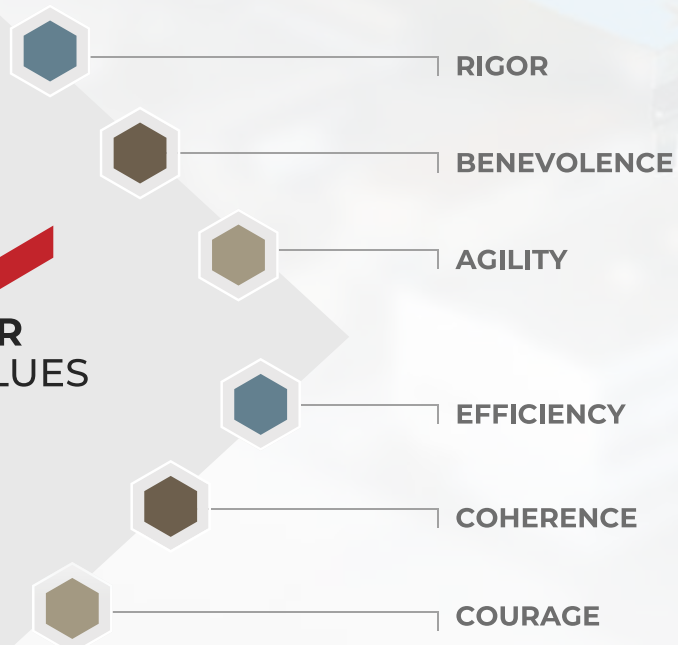 RIGOR
BENEVOLENCE
AGILITY
R
LUES
EFFICIENCY
COHERENCE
COURAGE